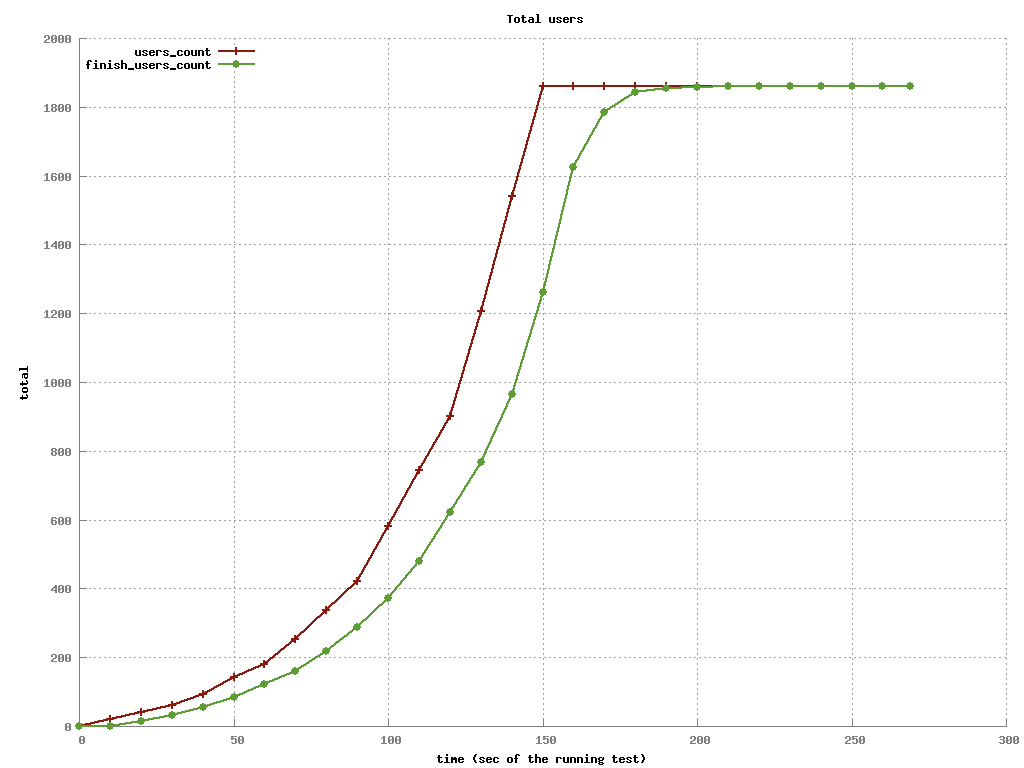 Total users
users_count
finish_users_count
2000
1800
1600
1400
1200
1000
800
600
400
200
0
total
0 50 100 150 200 250 300
time (sec of the running test)